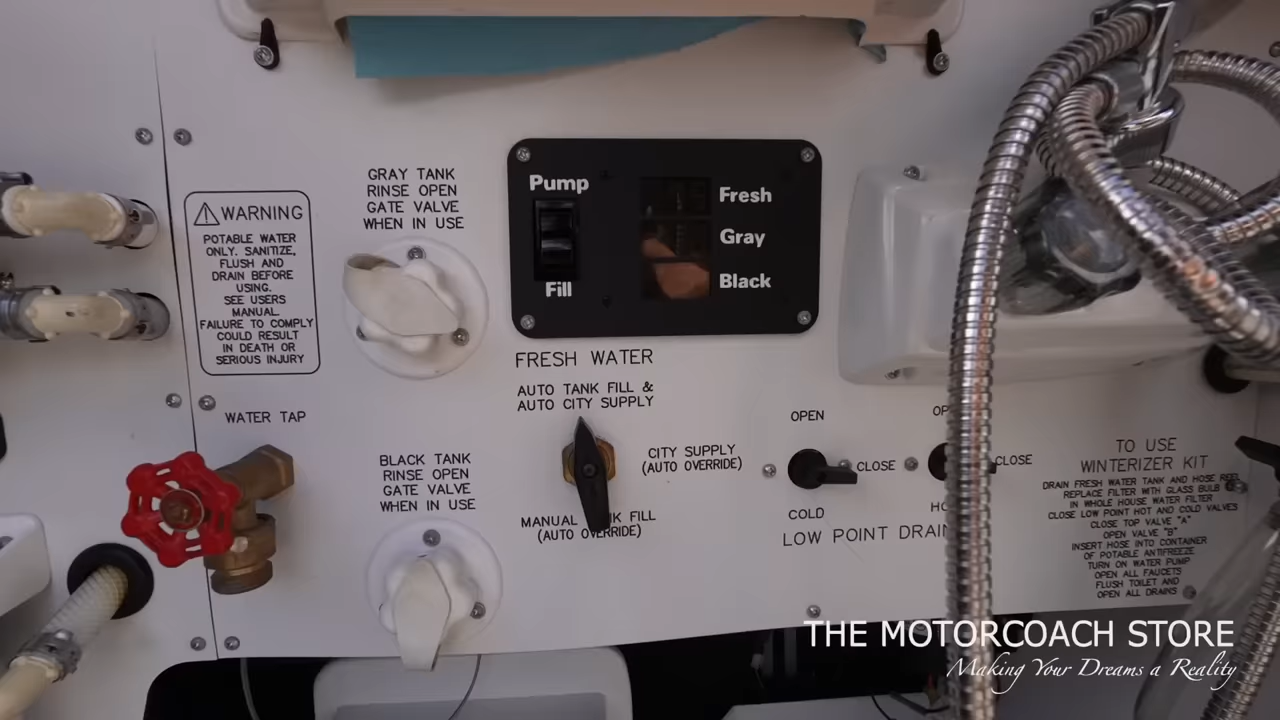 GRAY TANK
RINSE OPEN
GATE VALVE
WHEN IN USE
WARNING
POTABLE WATER
ONLY. SANITIZE,
FLUSH AND
DRAIN BEFORE
USING.
SEE USERS
MANUAL.
FAILURE TO COMPLY
COULD RESULT
IN DEATH OR
SERIOUS INJURY
Pump
Fill
Fresh
Gray
Black
FRESH WATER
AUTO TANK FILL &
AUTO CITY SUPPLY
CITY SUPPLY
(AUTO OVERRIDE)
MANUAL FILL
(AUTO OVERRIDE)
WATER TAP
BLACK TANK
RINSE OPEN
GATE VALVE
WHEN IN USE
OPEN
CLOSE
COLD
CLOSE
LOW POINT DRAIN
TO USE
WINTERIZER KIT
DRAIN FRESH WATER TANK AND HOSE REEL
REPLACE FILTER WITH GLASS BULB
IN WHOLE HOUSE WATER FILTER
CLOSE LOW POINT HOT AND COLD VALVES
CLOSE TOP VALVE "A"
OPEN VALVE "B"
INSERT HOSE INTO CONTAINER
OF POTABLE ANTIFREEZE
TURN ON WATER PUMP
OPEN ALL FAUCETS
FLUSH TOILET AND
OPEN ALL DRAINS
THE MOTORCOACH STORE
Making Your Dreams a Reality